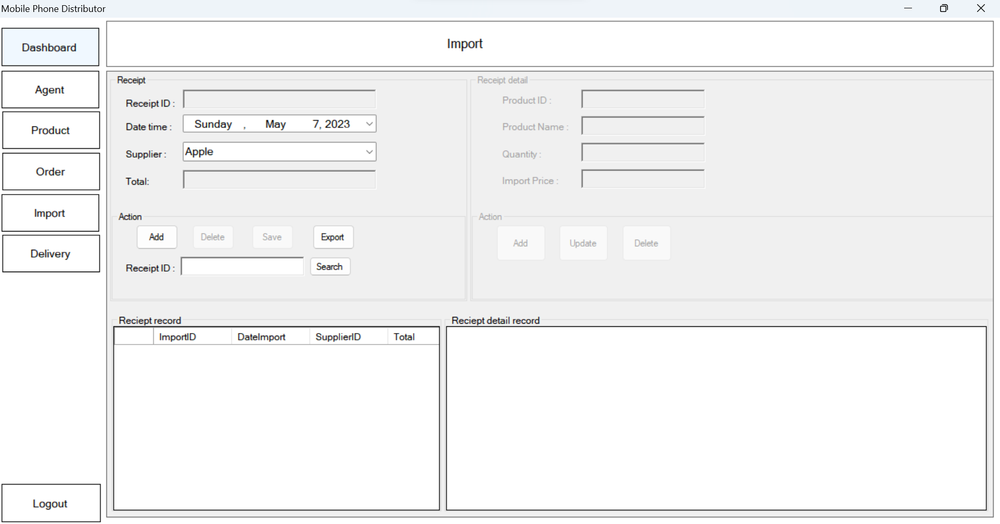 Mobile Phone Distributor
Dashboard
Agent
Product
Order
Import
Delivery
Logout
Import
Receipt
Receipt ID :
Date time : Sunday , May 7, 2023
Supplier : Apple
Total:
Action
Add Delete Save Export
Receipt ID : Search
Receipt detail
Product ID :
Product Name :
Quantity :
Import Price :
Action
Add Update Delete
Reciept record
ImportID DateImport SupplierID Total
Reciept detail record